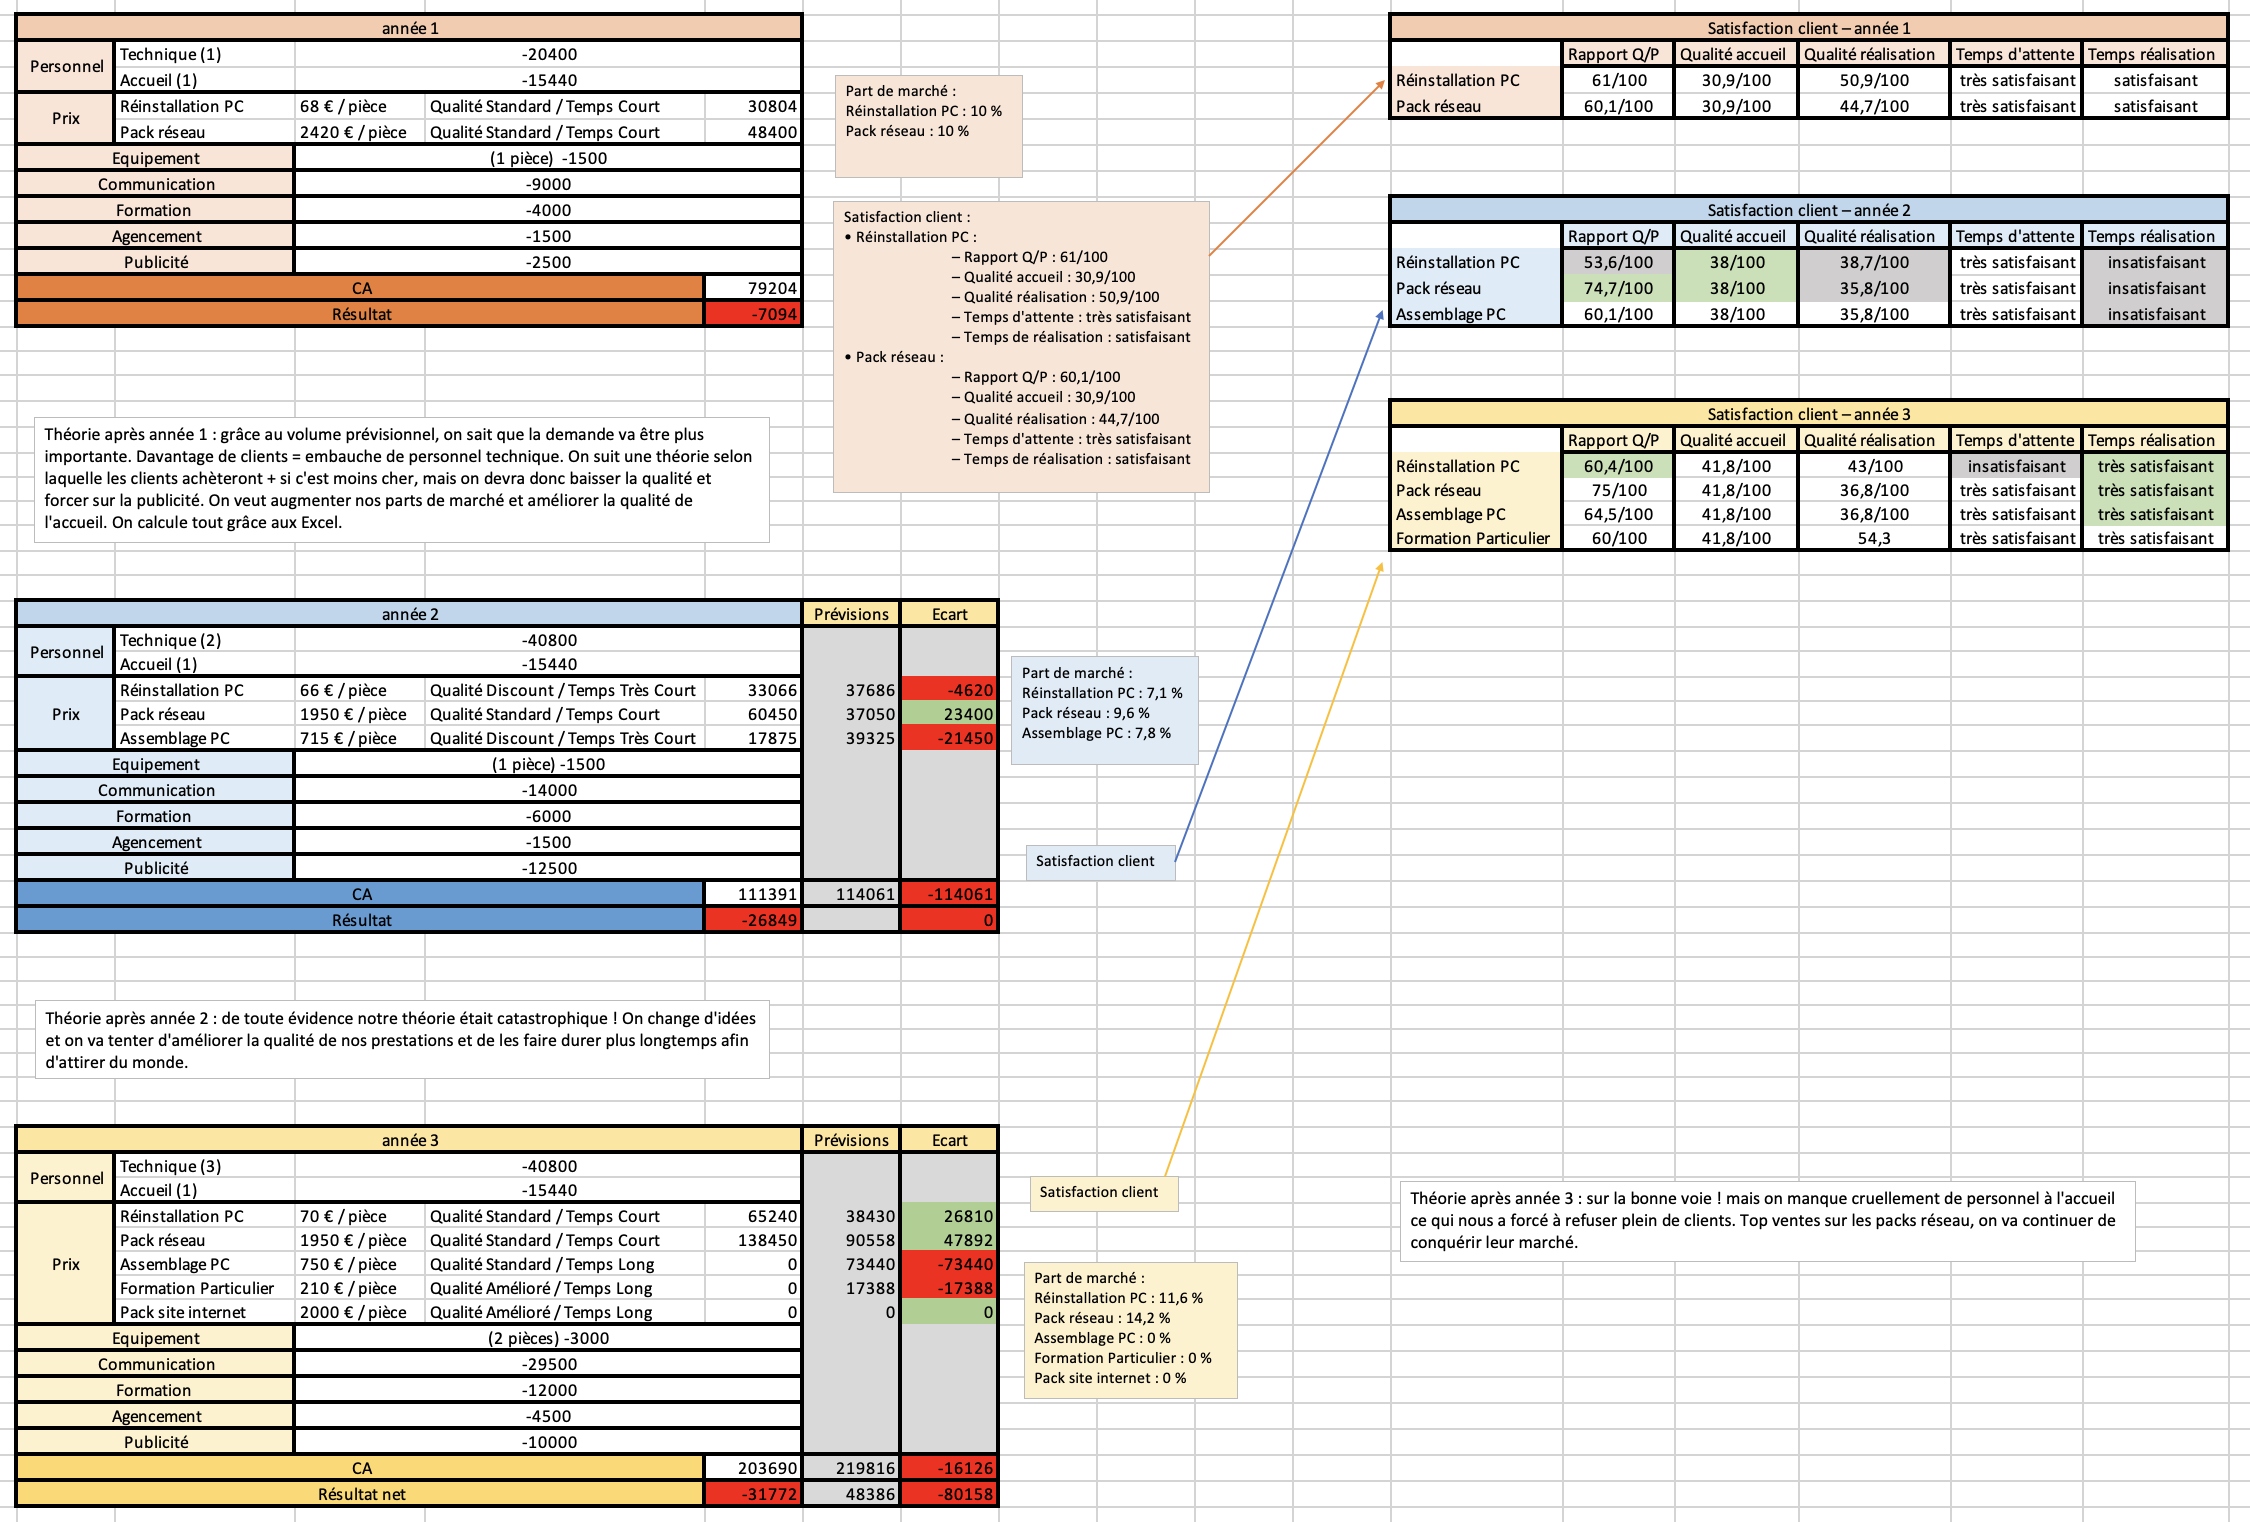 année 1
Personnel
Technique (1) -20400
Accueil (1) -15440
Prix
Réinstallation PC 68 € / pièce Qualité Standard / Temps Court 30804
Pack réseau 2420 € / pièce Qualité Standard / Temps Court 48400
Equipement (1 pièce) -1500
Communication -9000
Formation -4000
Agencement -1500
Publicité -2500
CA 79204
Résultat -7094
Part de marché :
Réinstallation PC : 10 %
Pack réseau : 10 %
Satisfaction client :
• Réinstallation PC :
– Rapport Q/P : 61/100
– Qualité accueil : 30,9/100
– Qualité réalisation : 50,9/100
– Temps d'attente : très satisfaisant
– Temps de réalisation : satisfaisant
• Pack réseau :
– Rapport Q/P : 60,1/100
– Qualité accueil : 30,9/100
– Qualité réalisation : 44,7/100
– Temps d'attente : très satisfaisant
– Temps de réalisation : satisfaisant
Satisfaction client – année 1
Rapport Q/P Qualité accueil Qualité réalisation Temps d'attente Temps réalisation
Réinstallation PC 61/100 30,9/100 50,9/100 très satisfaisant satisfaisant
Pack réseau 60,1/100 30,9/100 44,7/100 très satisfaisant satisfaisant
Satisfaction client – année 2
Rapport Q/P Qualité accueil Qualité réalisation Temps d'attente Temps réalisation
Réinstallation PC 53,6/100 38/100 38,7/100 très satisfaisant insatisfaisant
Pack réseau 74,7/100 38/100 35,8/100 très satisfaisant insatisfaisant
Assemblage PC 60,1/100 38/100 35,8/100 très satisfaisant insatisfaisant
Satisfaction client – année 3
Rapport Q/P Qualité accueil Qualité réalisation Temps d'attente Temps réalisation
Réinstallation PC 60,4/100 41,8/100 43/100 insatisfaisant très satisfaisant
Pack réseau 75/100 41,8/100 36,8/100 très satisfaisant très satisfaisant
Assemblage PC 64,5/100 41,8/100 36,8/100 très satisfaisant très satisfaisant
Formation Particulier 60/100 41,8/100 54,3 très satisfaisant très satisfaisant
Théorie après année 1 : grâce au volume prévisionnel, on sait que la demande va être plus
importante. Davantage de clients = embauche de personnel technique. On suit une théorie selon
laquelle les clients achèteront + si c'est moins cher, mais on devra donc baisser la qualité et
forcer sur la publicité. On veut augmenter nos parts de marché et améliorer la qualité de
l'accueil. On calcule tout grâce aux Excel.
année 2 Prévisions Ecart
Personnel
Technique (2) -40800
Accueil (1) -15440
Prix
Réinstallation PC 66 € / pièce Qualité Discount / Temps Très Court 33066 37686 -4620
Pack réseau 1950 € / pièce Qualité Standard / Temps Court 60450 37050 23400
Assemblage PC 715 € / pièce Qualité Discount / Temps Très Court 17875 39325 -21450
Equipement (1 pièce) -1500
Communication -14000
Formation -6000
Agencement -1500
Publicité -12500
CA 111391 114061 -114061
Résultat -26849 0
Part de marché :
Réinstallation PC : 7,1 %
Pack réseau : 9,6 %
Assemblage PC : 7,8 %
Satisfaction client
Théorie après année 2 : de toute évidence notre théorie était catastrophique ! On change d'idées
et on va tenter d'améliorer la qualité de nos prestations et de les faire durer plus longtemps afin
d'attirer du monde.
année 3 Prévisions Ecart
Personnel
Technique (3) -40800
Accueil (1) -15440
Prix
Réinstallation PC 70 € / pièce Qualité Standard / Temps Court 65240 38430 26810
Pack réseau 1950 € / pièce Qualité Standard / Temps Court 138450 90558 47892
Assemblage PC 750 € / pièce Qualité Standard / Temps Long 0 73440 -73440
Formation Particulier 210 € / pièce Qualité Amélioré / Temps Long 0 17388 -17388
Pack site internet 2000 € / pièce Qualité Amélioré / Temps Long 0 0 0
Equipement (2 pièces) -3000
Communication -29500
Formation -12000
Agencement -4500
Publicité -10000
CA 203690 219816 -16126
Résultat net -31772 48386 -80158
Satisfaction client
Part de marché :
Réinstallation PC : 11,6 %
Pack réseau : 14,2 %
Assemblage PC : 0 %
Formation Particulier : 0 %
Pack site internet : 0 %
Théorie après année 3 : sur la bonne voie ! mais on manque cruellement de personnel à l'accueil
ce qui nous a forcé à refuser plein de clients. Top ventes sur les packs réseau, on va continuer de
conquérir leur marché.